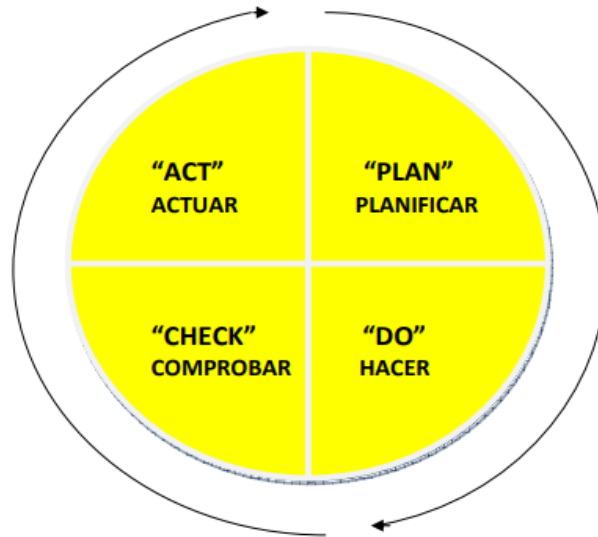 “ACT”
ACTUAR
“PLAN”
PLANIFICAR
“CHECK”
COMPROBAR
“DO”
HACER